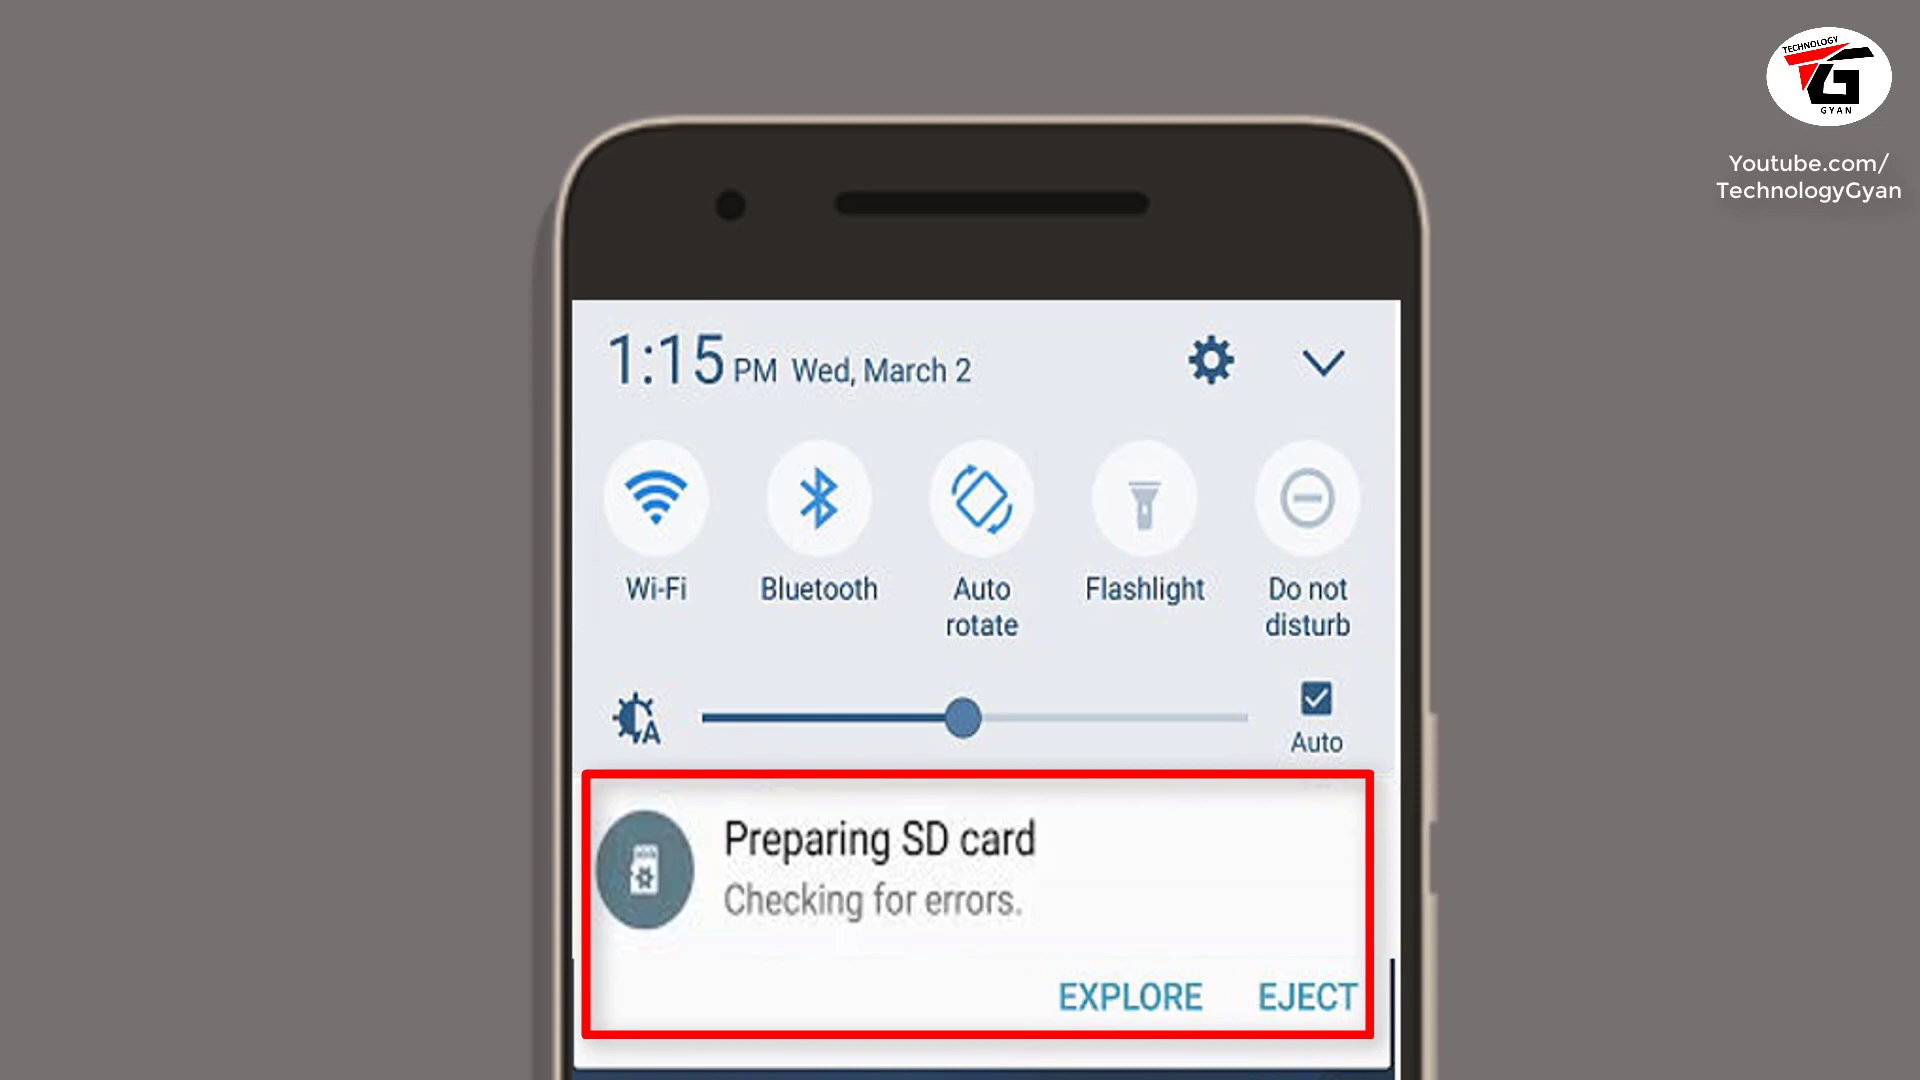 TECHNOLOGY
TG
GYAN
Youtube.com/
TechnologyGyan
1:15 PM Wed, March 2
Wi-Fi
Bluetooth
Auto
rotate
Flashlight
Do not
disturb
A
Auto
Preparing SD card
Checking for errors.
EXPLORE EJECT